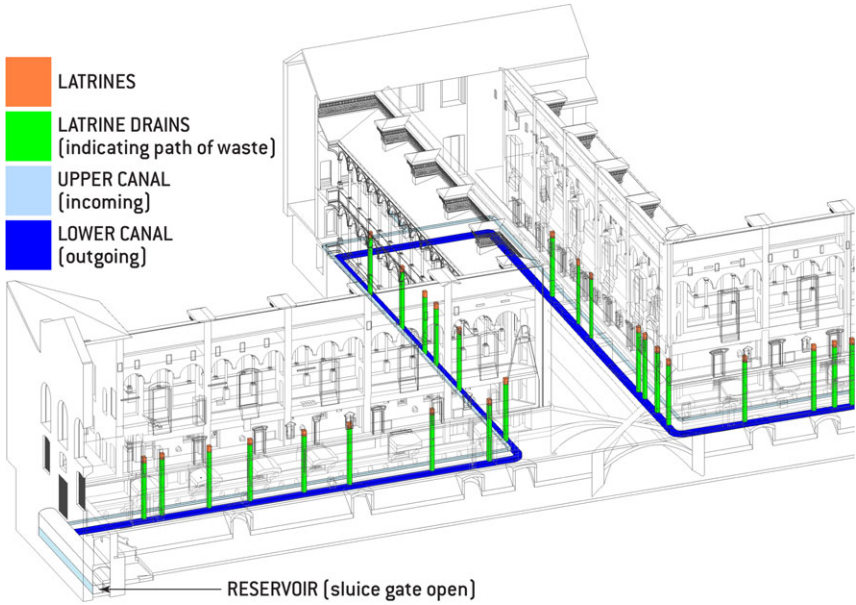 LATRINES
LATRINE DRAINS
(indicating path of waste)
UPPER CANAL
(incoming)
LOWER CANAL
(outgoing)
RESERVOIR (sluice gate open)